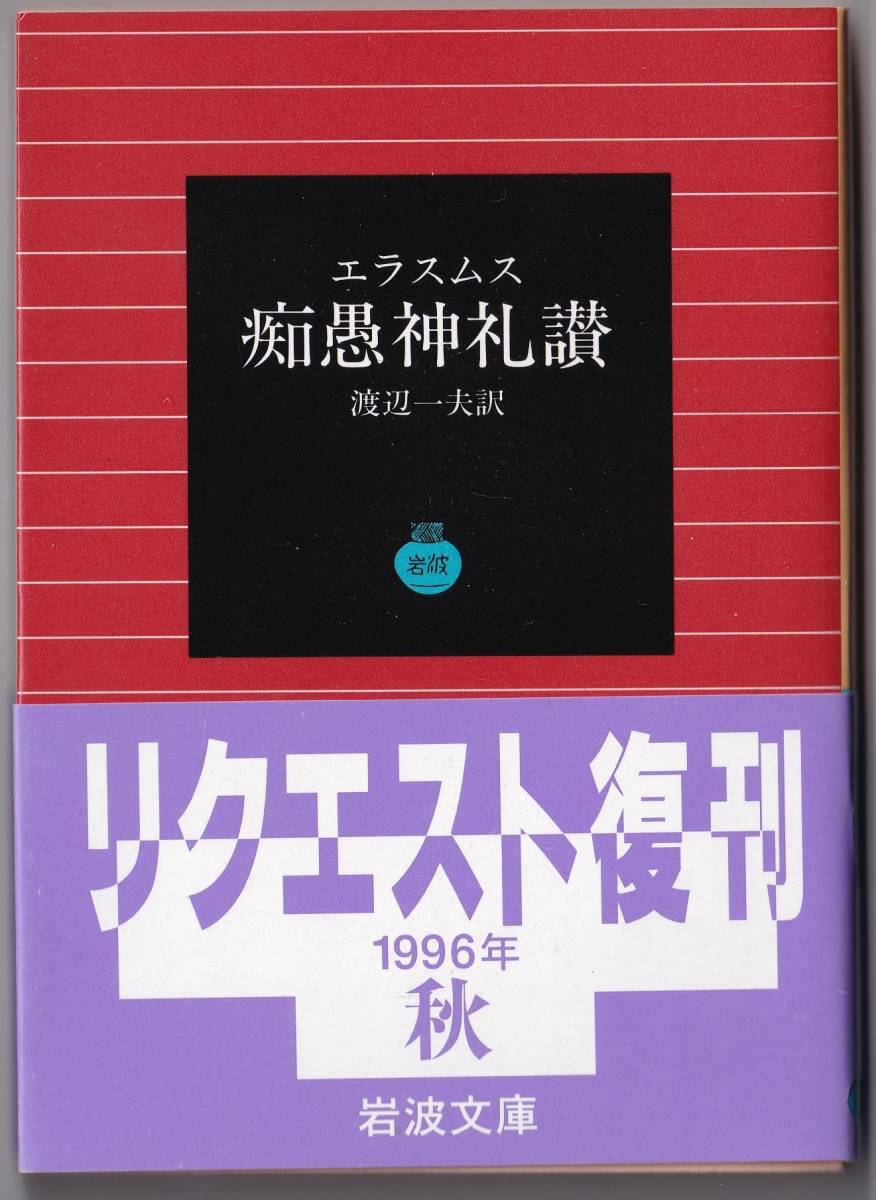 エラスムス
痴愚神礼讃
渡辺一夫訳
岩波
リクエスト復刊
1996年
秋
岩波文庫